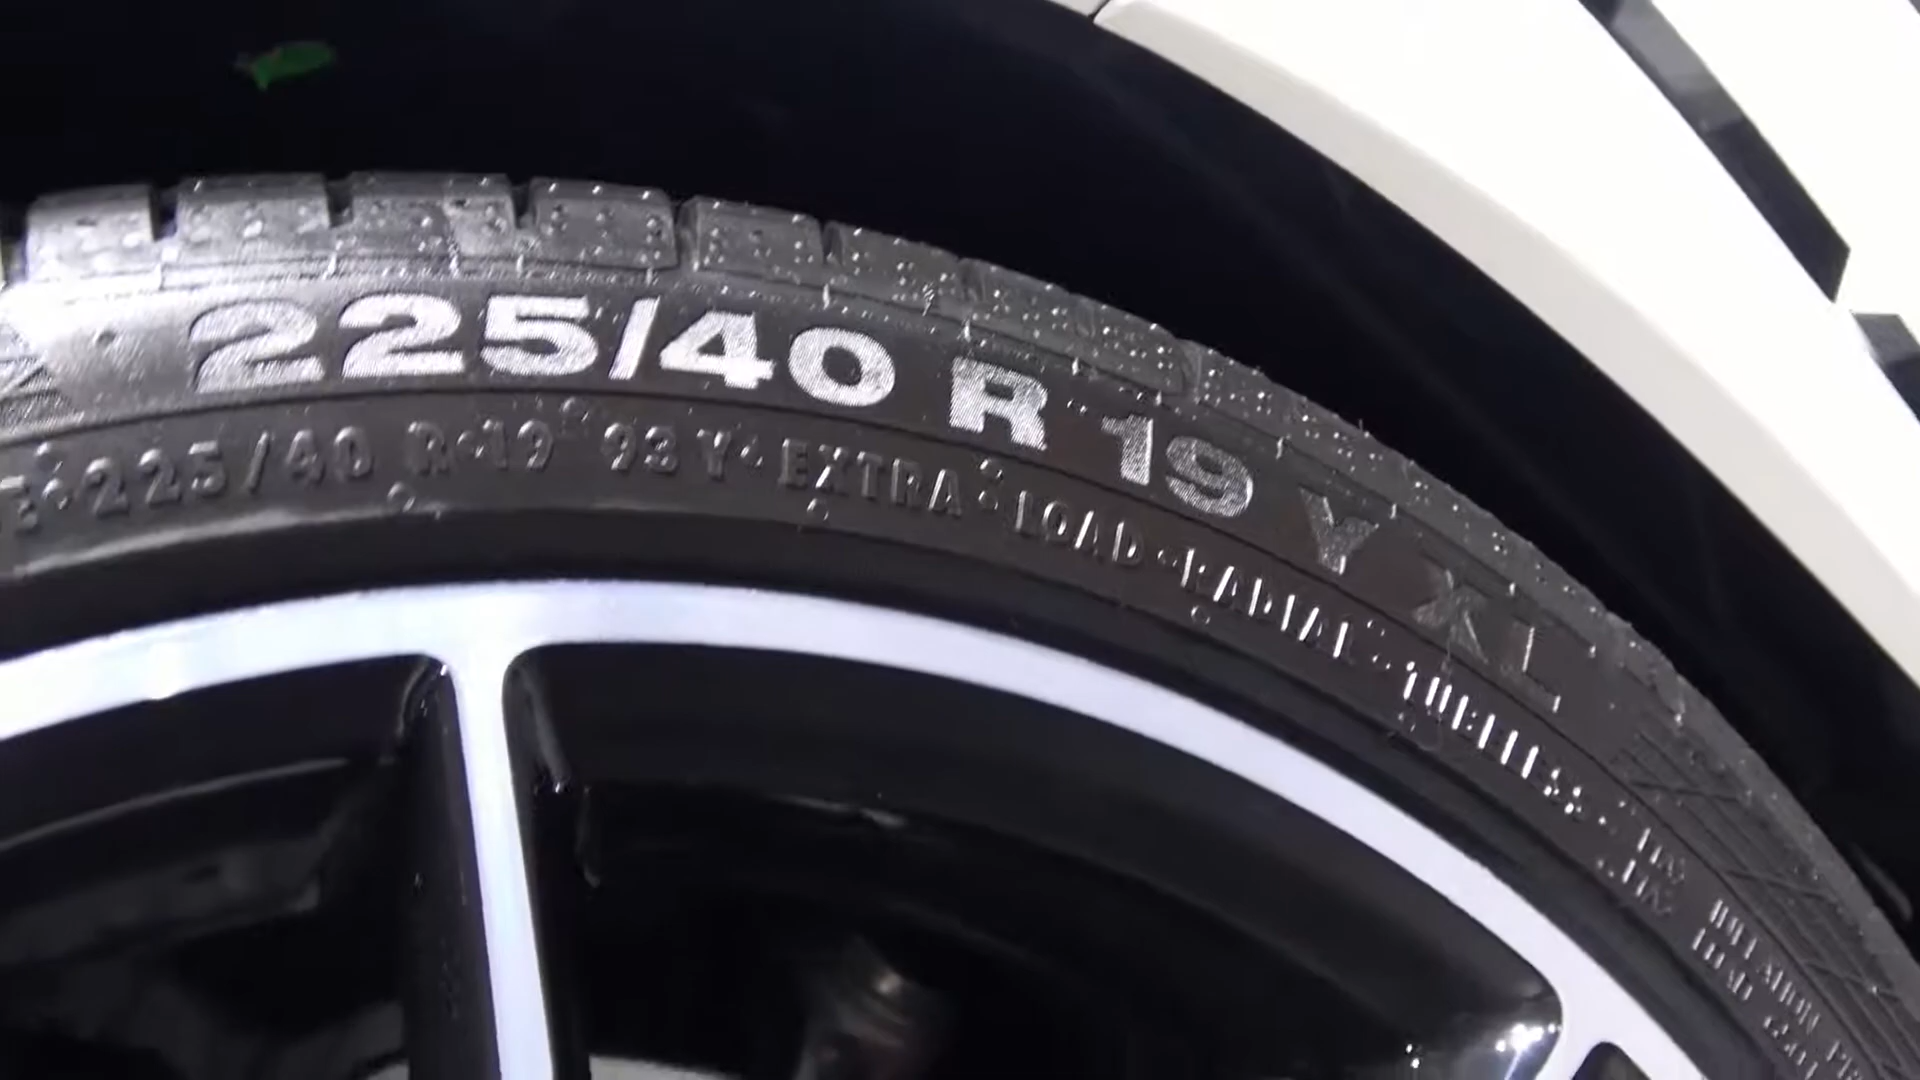 225/40 R 19 Y XL
225/40 R·19 93 Y · EXTRA LOAD · RADIAL · TUBELESS